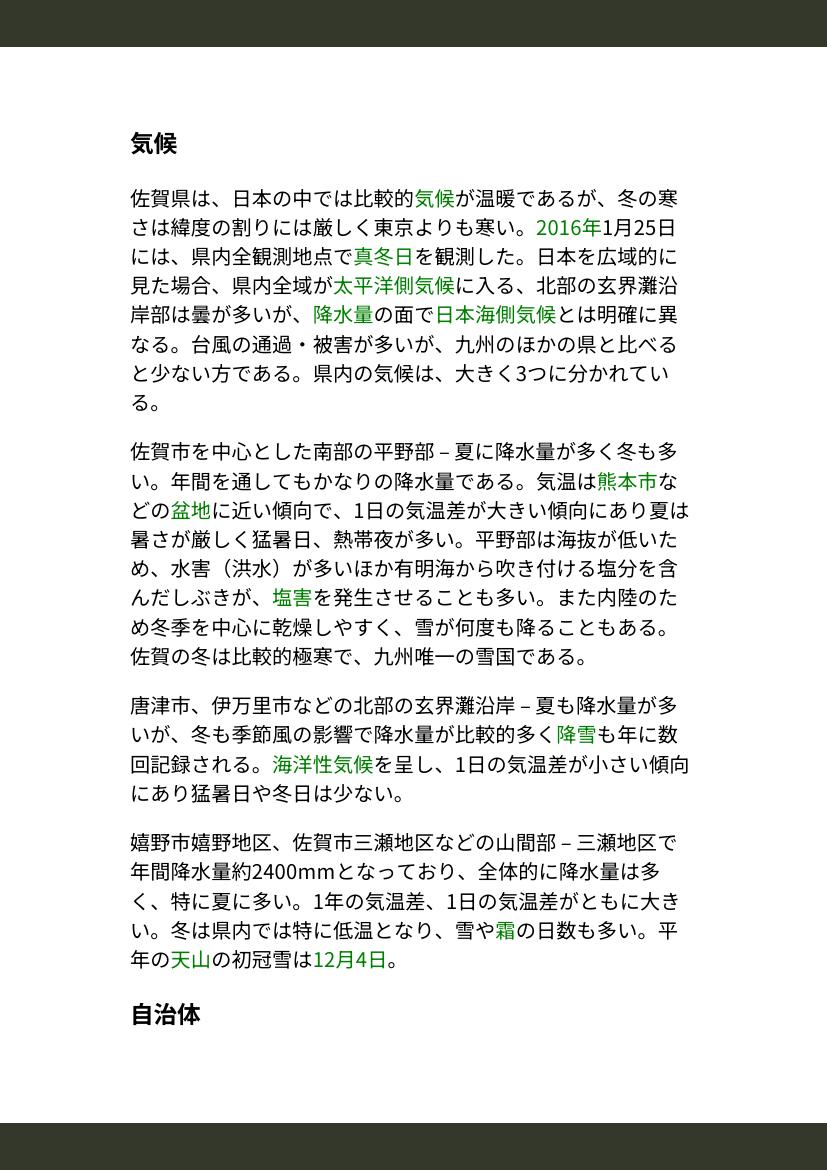 気候
佐賀県は、日本の中では比較的気候が温暖であるが、冬の寒
さは緯度の割りには厳しく東京よりも寒い。2016年1月25日
には、県内全観測地点で真冬日を観測した。日本を広域的に
見た場合、県内全域が太平洋側気候に入る、北部の玄界灘沿
岸部は曇が多いが、降水量の面で日本海側気候とは明確に異
なる。台風の通過・被害が多いが、九州のほかの県と比べる
と少ない方である。県内の気候は、大きく3つに分かれてい
る。
佐賀市を中心とした南部の平野部 – 夏に降水量が多く冬も多
い。年間を通してもかなりの降水量である。気温は熊本市な
どの盆地に近い傾向で、1日の気温差が大きい傾向にあり夏は
暑さが厳しく猛暑日、熱帯夜が多い。平野部は海抜が低いた
め、水害（洪水）が多いほか有明海から吹き付ける塩分を含
んだしぶきが、塩害を発生させることも多い。また内陸のた
め冬季を中心に乾燥しやすく、雪が何度も降ることもある。
佐賀の冬は比較的極寒で、九州唯一の雪国である。
唐津市、伊万里市などの北部の玄界灘沿岸 – 夏も降水量が多
いが、冬も季節風の影響で降水量が比較的多く降雪も年に数
回記録される。海洋性気候を呈し、1日の気温差が小さい傾向
にあり猛暑日や冬日は少ない。
嬉野市嬉野地区、佐賀市三瀬地区などの山間部 – 三瀬地区で
年間降水量約2400mmとなっており、全体的に降水量は多
く、特に夏に多い。1年の気温差、1日の気温差がともに大き
い。冬は県内では特に低温となり、雪や霜の日数も多い。平
年の天山の初冠雪は12月4日。
自治体